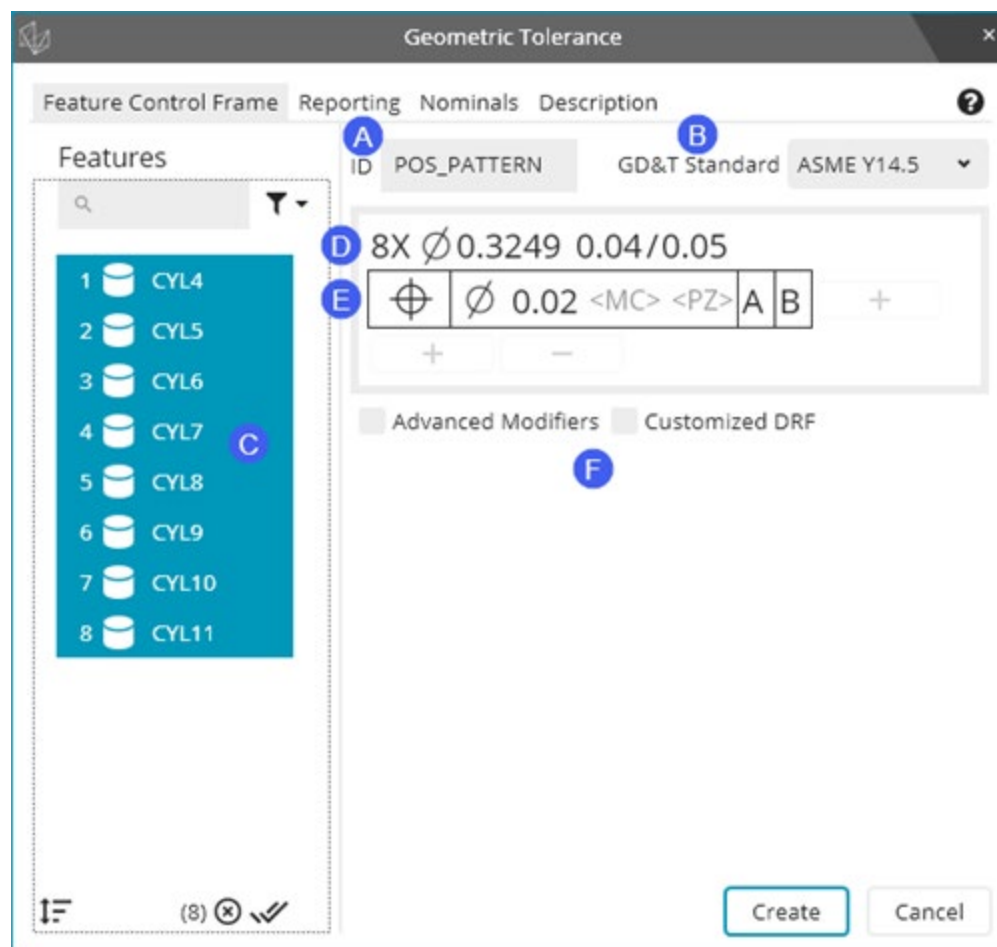 Geometric Tolerance ×
Feature Control Frame Reporting Nominals Description ?
Features
A
B
ID POS_PATTERN GD&T Standard ASME Y14.5
D 8X ∅0.3249 0.04/0.05
E ⌖ ∅ 0.02 <MC> <PZ> A B +
+ −
Advanced Modifiers Customized DRF
F
1 CYL4
2 CYL5
3 CYL6
4 CYL7
C
5 CYL8
6 CYL9
7 CYL10
8 CYL11
(8)
Create Cancel